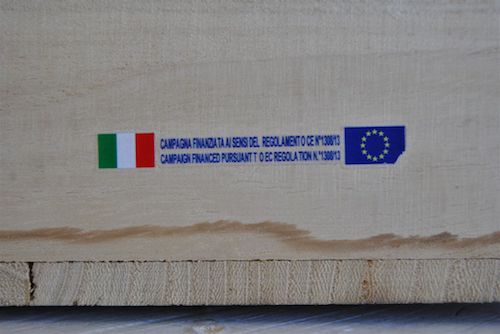 CAMPAGNA FINANZIATA AI SENSI DEL REGOLAMENTO CE N°1308/13
CAMPAIGN FINANCED PURSUANT TO EC REGOLATION N.°1308/13